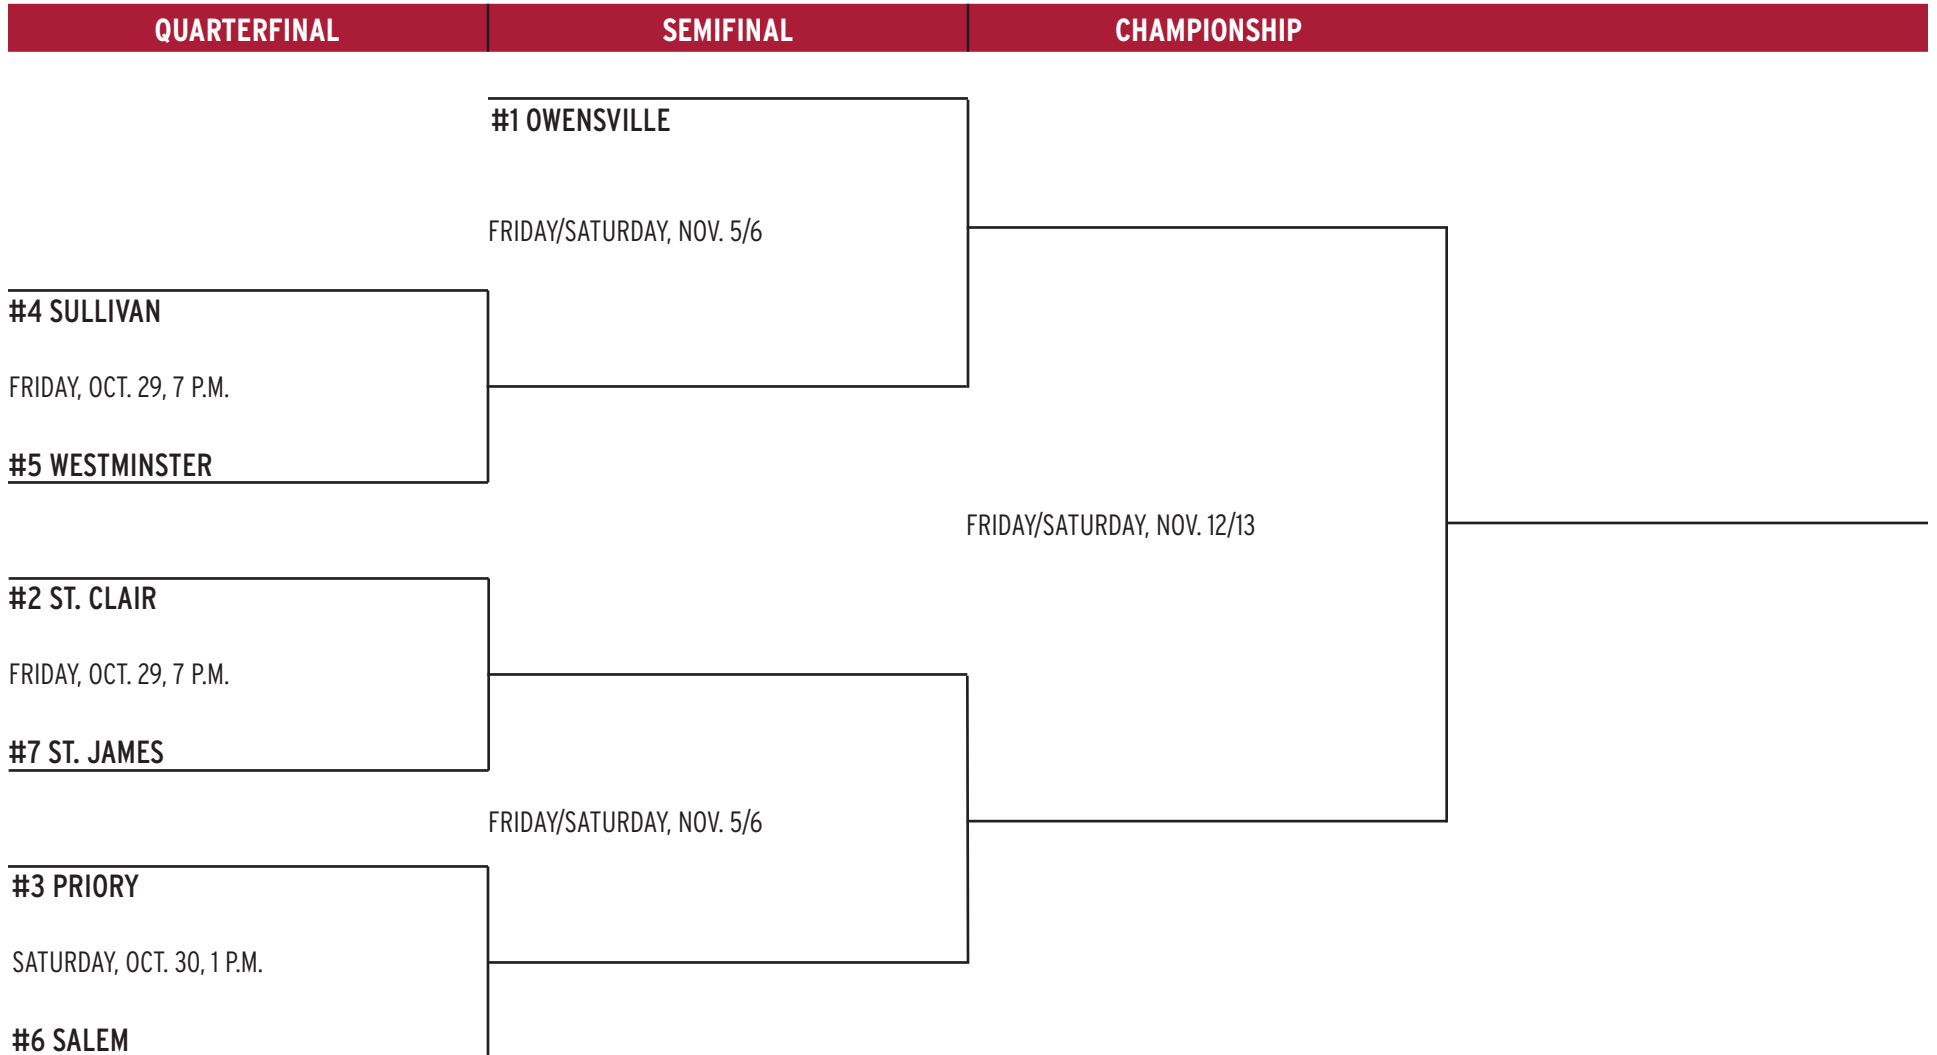 QUARTERFINAL SEMIFINAL CHAMPIONSHIP
#1 OWENSVILLE
FRIDAY/SATURDAY, NOV. 5/6
#4 SULLIVAN
FRIDAY, OCT. 29, 7 P.M.
#5 WESTMINSTER
FRIDAY/SATURDAY, NOV. 12/13
#2 ST. CLAIR
FRIDAY, OCT. 29, 7 P.M.
#7 ST. JAMES
FRIDAY/SATURDAY, NOV. 5/6
#3 PRIORY
SATURDAY, OCT. 30, 1 P.M.
#6 SALEM